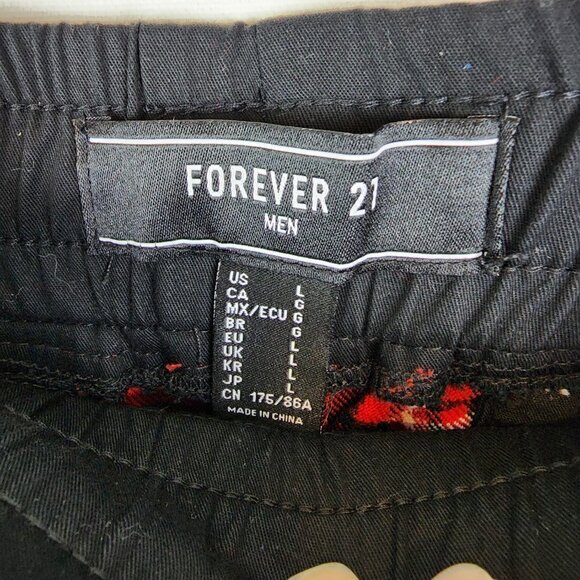 FOREVER 21
MEN
US L
CA G
MX/ECU G
BR G
EU L
UK L
KR L
JP L
CN 175/86A
MADE IN CHINA